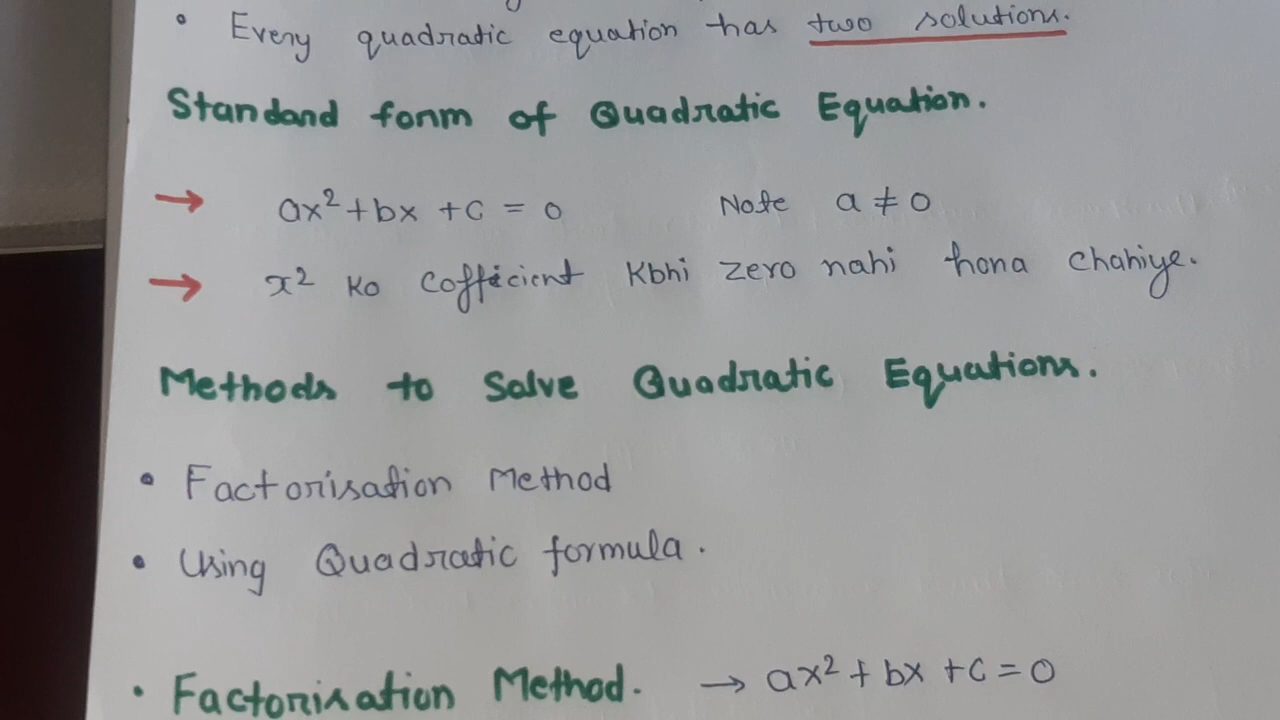 • Every quadratic equation has two solutions.
Standard form of Quadratic Equation.
→ ax² + bx + c = 0 Note a ≠ 0
→ x² ko Cofficient Kbhi zero nahi hona chahiye.
Methods to Solve Quadratic Equations.
• Factorisation Method
• Using Quadratic formula.
• Factorisation Method. → ax² + bx + c = 0